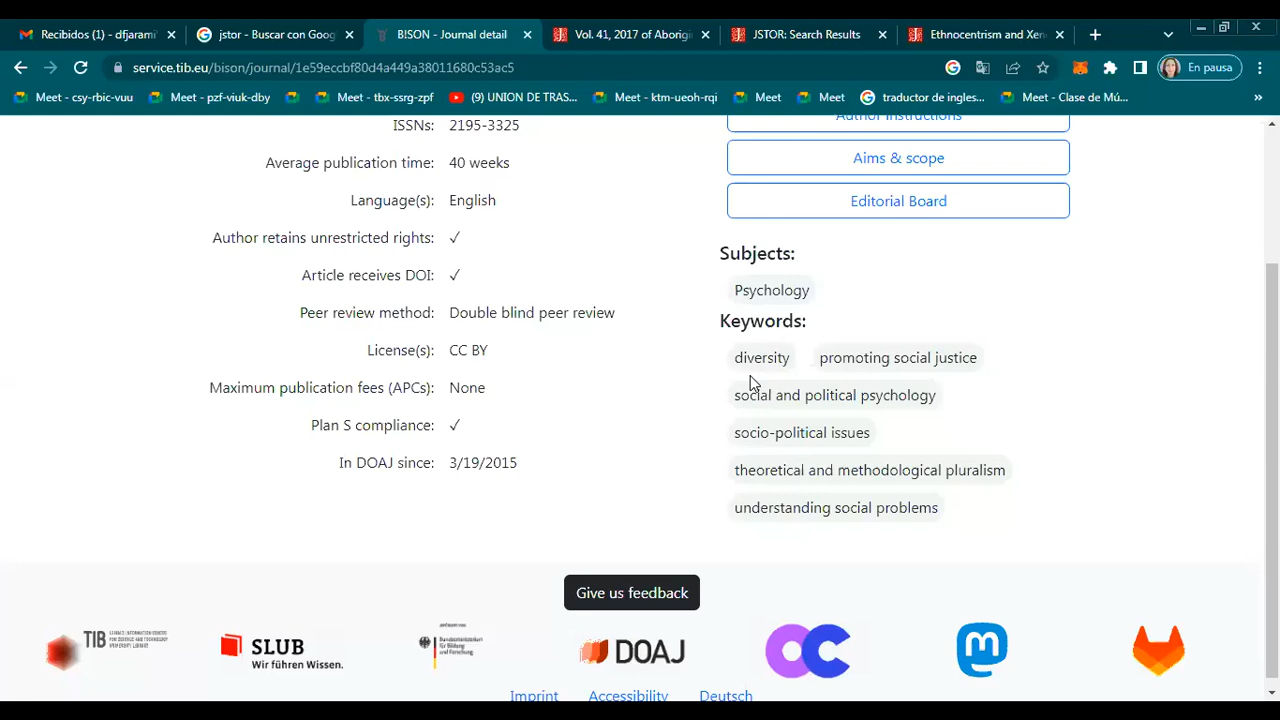 Recibidos (1) - dfjarami
jstor - Buscar con Goog
BISON - Journal detail
Vol. 41, 2017 of Aborigi
JSTOR: Search Results
Ethnocentrism and Xen
service.tib.eu/bison/journal/1e59eccbf80d4a449a38011680c53ac5
En pausa
Meet - csy-rbic-vuu
Meet - pzf-viuk-dby
Meet - tbx-ssrg-zpf
(9) UNION DE TRAS...
Meet - ktm-ueoh-rqi
Meet
Meet
traductor de ingles...
Meet - Clase de Mú...
»
ISSNs: 2195-3325
Average publication time: 40 weeks
Language(s): English
Author retains unrestricted rights: ✓
Article receives DOI: ✓
Peer review method: Double blind peer review
License(s): CC BY
Maximum publication fees (APCs): None
Plan S compliance: ✓
In DOAJ since: 3/19/2015
Author Instructions
Aims & scope
Editorial Board
Subjects:
Psychology
Keywords:
diversity
promoting social justice
social and political psychology
socio-political issues
theoretical and methodological pluralism
understanding social problems
Give us feedback
TIB
SLUB
Wir führen Wissen.
DOAJ
Imprint
Accessibility
Deutsch